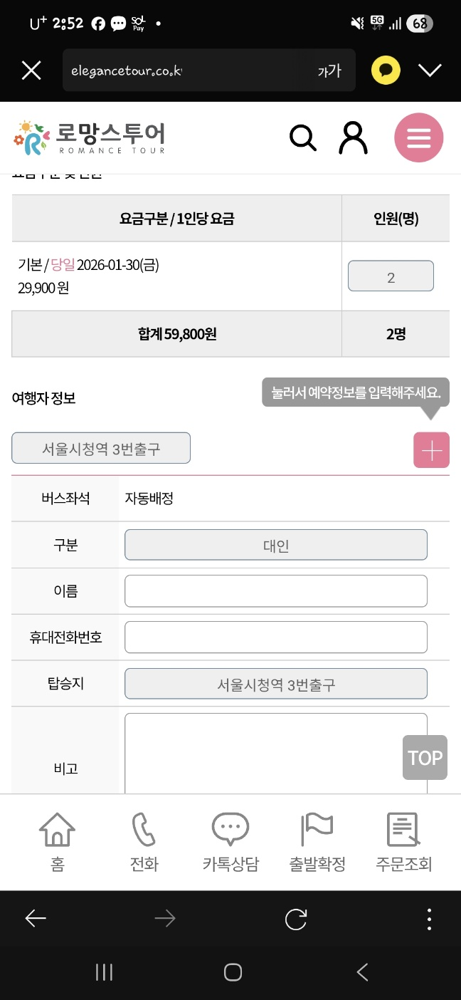 U+ 2:52 SOL Pay 5G 68
elegancetour.co.k 가가
로망스투어
ROMANCE TOUR
요금구분 / 1인당 요금 인원(명)
기본 / 당일 2026-01-30(금)
29,900 원
2
합계 59,800원 2명
눌러서 예약정보를 입력해주세요.
여행자 정보
서울시청역 3번출구
버스좌석 자동배정
구분 대인
이름
휴대전화번호
탑승지 서울시청역 3번출구
비고
TOP
홈 전화 카톡상담 출발확정 주문조회